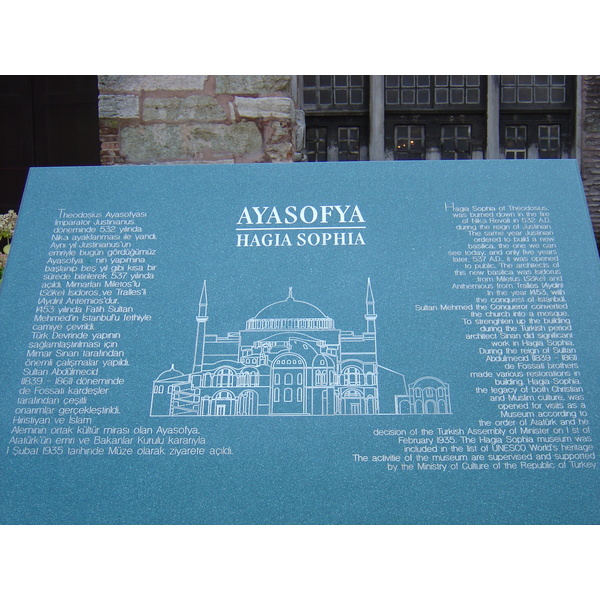 AYASOFYA
HAGIA SOPHIA
Theodosius Ayasofyası
İmparator Justinianus
döneminde 532 yılında
Nika ayaklanması ile yandı.
Aynı yıl Justinianus'ün
emriyle bugün gördüğümüz
Ayasofya nın yapımına
başlanıp beş yıl gibi kısa bir
sürede bitirilerek 537 yılında
açıldı. Mimarları Miletos'lu
(Söke) Isidoros ve Tralles'li
(Aydın) Antemios'dur.
1453 yılında Fatih Sultan
Mehmed'in İstanbul'u fethiyle
camiye çevrildi.
Türk Devrinde yapının
sağlamlaştırılması için
Mimar Sinan tarafından
önemli çalışmalar yapıldı.
Sultan Abdülmecid
(1839 - 1861) döneminde
de Fossati kardeşler
tarafından çeşitli
onarımlar gerçekleştirildi.
Hıristiyan ve İslam
Aleminin ortak kültür mirası olan Ayasofya,
Atatürk'ün emri ve Bakanlar Kurulu kararıyla
1 Şubat 1935 tarihinde Müze olarak ziyarete açıldı.
Hagia Sophia of Theodosius,
was burned down in the fire
of Nika Revolt in 532 A.D.
during the reign of Justinian.
The same year Justinian
ordered to build a new
basilica, the one we can
see today, and only five years
later, 537 A.D., it was opened
to public. The architects of
this new basilica was Isidorus
from Miletus (Söke) and
Anthemious from Tralles (Aydın)
In the year 1453, with
the conquest of Istanbul,
Sultan Mehmed the Conqueror converted
the church into a mosque.
To strenghten up the building,
during the Turkish period
architect Sinan did significant
work in Hagia Sophia.
During the reign of Sultan
Abdülmecid (1839 - 1861)
de Fossati brothers
made various restorations in
building. Hagia Sophia,
the legacy of both Christian
and Muslim culture, was
opened for visits as a
Museum according to
the order of Atatürk and he
decision of the Turkish Assembly of Minister on 1 st of
February 1935. The Hagia Sophia museum was
included in the list of UNESCO World's heritage
The activitie of the museum are supervised and supported
by the Ministry of Culture of the Republic of Turkey